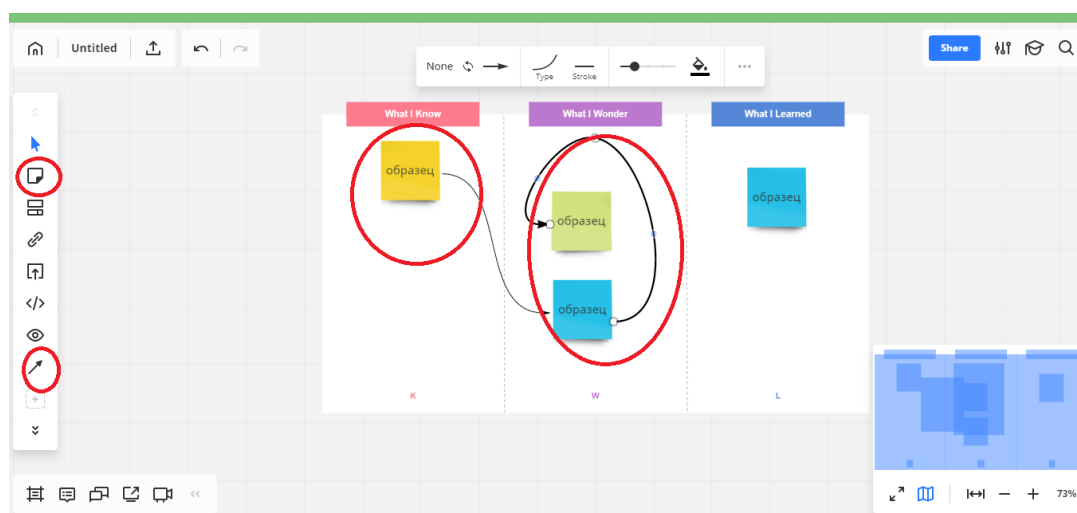 Untitled
Share
None
Type
Stroke
What I Know
What I Wonder
What I Learned
образец
образец
образец
образец
K
W
L
73%